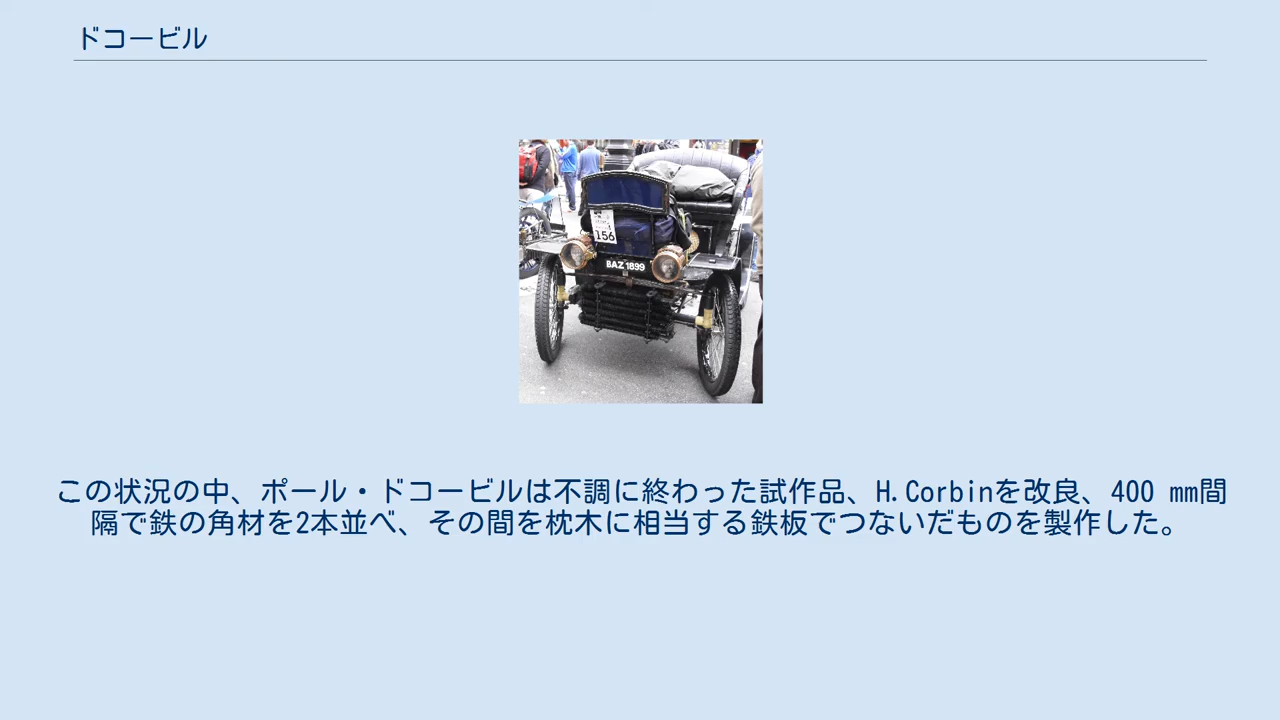 ドコービル
156
BAZ 1899
この状況の中、ポール・ドコービルは不調に終わった試作品、H.Corbinを改良、400 mm間
隔で鉄の角材を2本並べ、その間を枕木に相当する鉄板でつないだものを製作した。